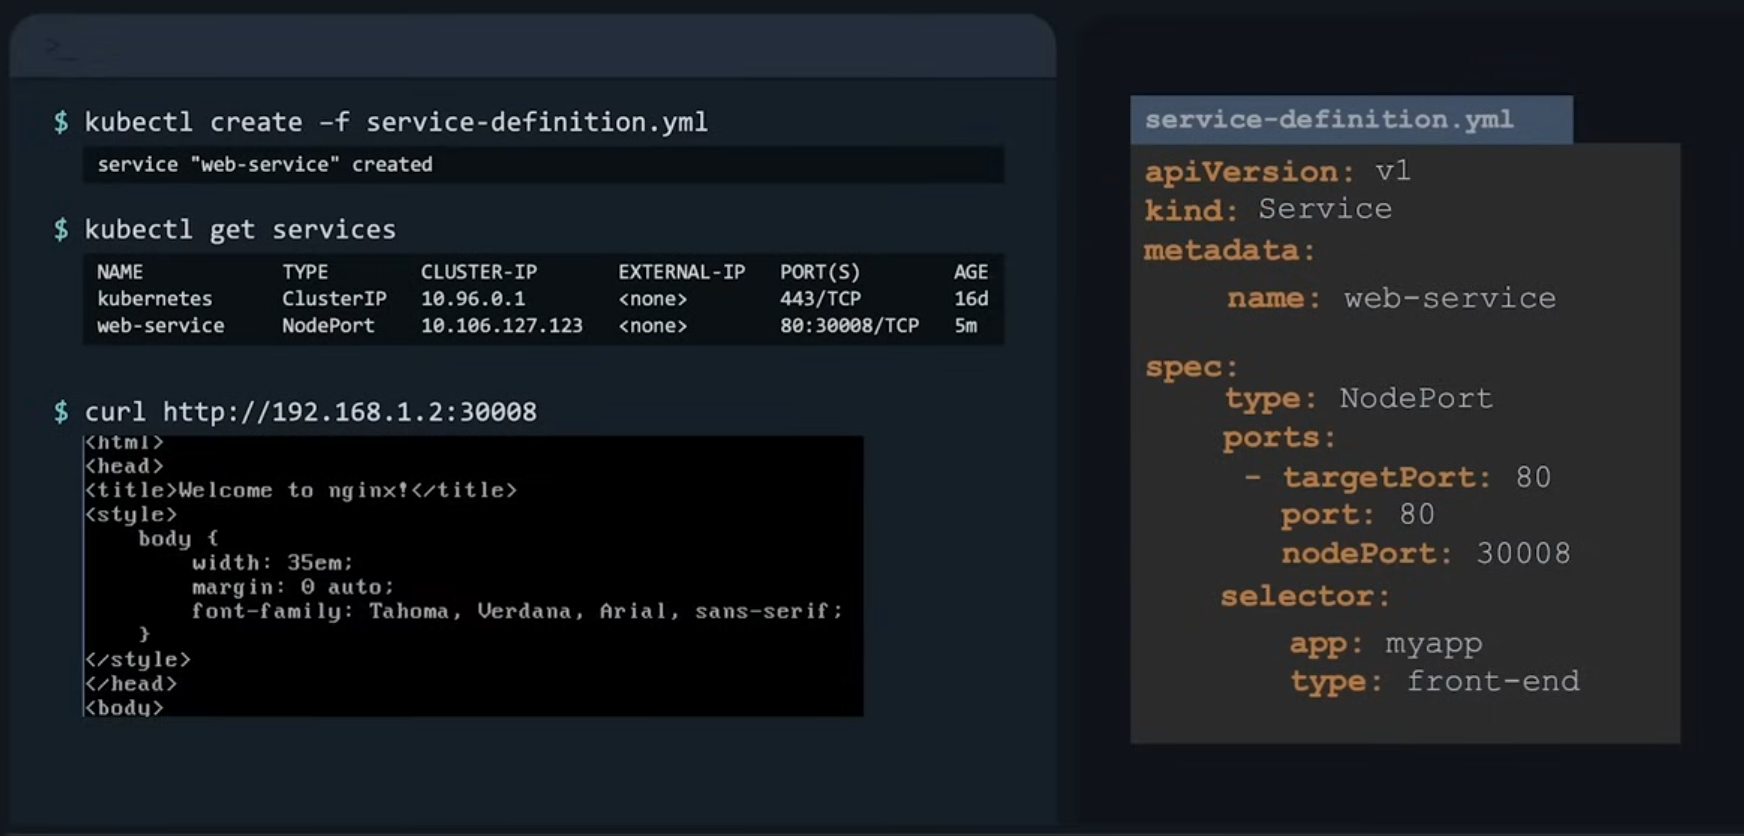 >_
$ kubectl create –f service-definition.yml
service "web-service" created
$ kubectl get services
NAME TYPE CLUSTER-IP EXTERNAL-IP PORT(S) AGE
kubernetes ClusterIP 10.96.0.1 <none> 443/TCP 16d
web-service NodePort 10.106.127.123 <none> 80:30008/TCP 5m
$ curl http://192.168.1.2:30008
<html>
<head>
<title>Welcome to nginx!</title>
<style>
    body {
        width: 35em;
        margin: 0 auto;
        font-family: Tahoma, Verdana, Arial, sans-serif;
    }
</style>
</head>
<body>
service-definition.yml
apiVersion: v1
kind: Service
metadata:
    name: web-service
spec:
    type: NodePort
    ports:
     - targetPort: 80
       port: 80
       nodePort: 30008
    selector:
       app: myapp
       type: front-end